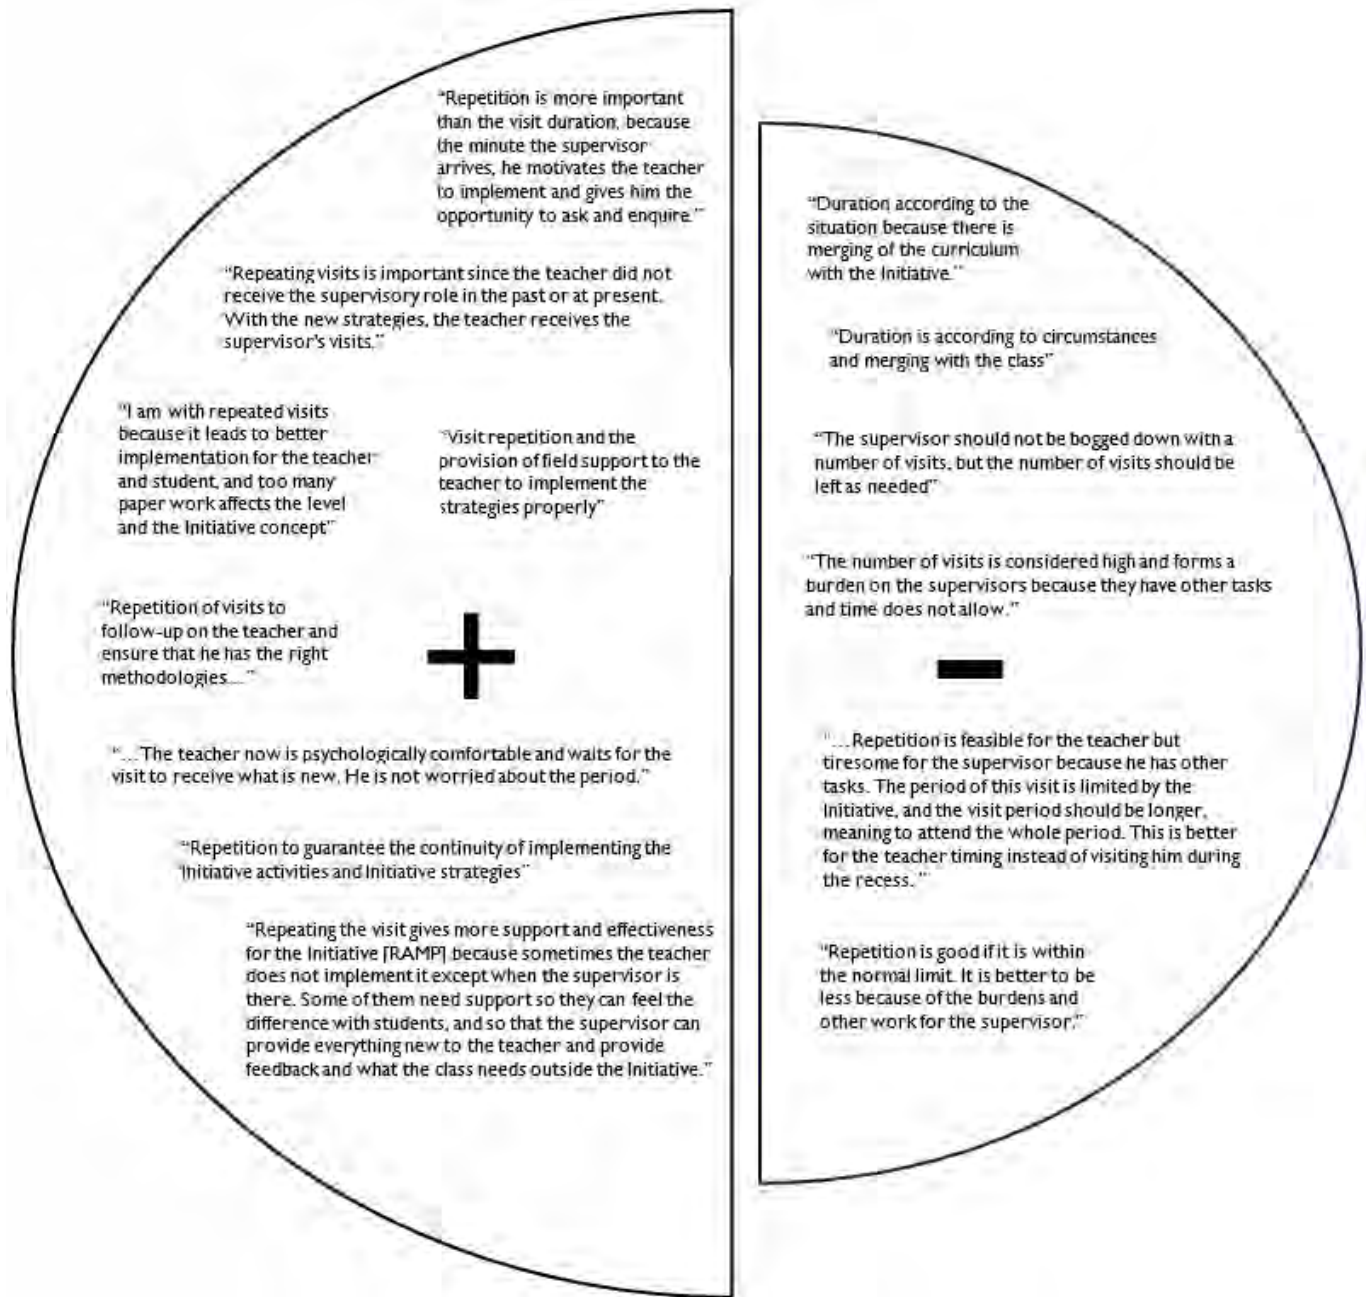 “Repetition is more important
than the visit duration, because
the minute the supervisor
arrives, he motivates the teacher
to implement and gives him the
opportunity to ask and enquire.”
“Repeating visits is important since the teacher did not
receive the supervisory role in the past or at present.
With the new strategies, the teacher receives the
supervisor's visits.”
“I am with repeated visits
because it leads to better
implementation for the teacher
and student, and too many
paper work affects the level
and the Initiative concept”
“Visit repetition and the
provision of field support to the
teacher to implement the
strategies properly”
“Repetition of visits to
follow-up on the teacher and
ensure that he has the right
methodologies....”
+
“…The teacher now is psychologically comfortable and waits for the
visit to receive what is new. He is not worried about the period.”
“Repetition to guarantee the continuity of implementing the
Initiative activities and Initiative strategies”
“Repeating the visit gives more support and effectiveness
for the Initiative [RAMP] because sometimes the teacher
does not implement it except when the supervisor is
there. Some of them need support so they can feel the
difference with students, and so that the supervisor can
provide everything new to the teacher and provide
feedback and what the class needs outside the Initiative.”
“Duration according to the
situation because there is
merging of the curriculum
with the Initiative.”
“Duration is according to circumstances
and merging with the class”
“The supervisor should not be bogged down with a
number of visits, but the number of visits should be
left as needed”
“The number of visits is considered high and forms a
burden on the supervisors because they have other tasks
and time does not allow.”
-
“…Repetition is feasible for the teacher but
tiresome for the supervisor because he has other
tasks. The period of this visit is limited by the
Initiative, and the visit period should be longer,
meaning to attend the whole period. This is better
for the teacher timing instead of visiting him during
the recess. ”
“Repetition is good if it is within
the normal limit. It is better to be
less because of the burdens and
other work for the supervisor.”